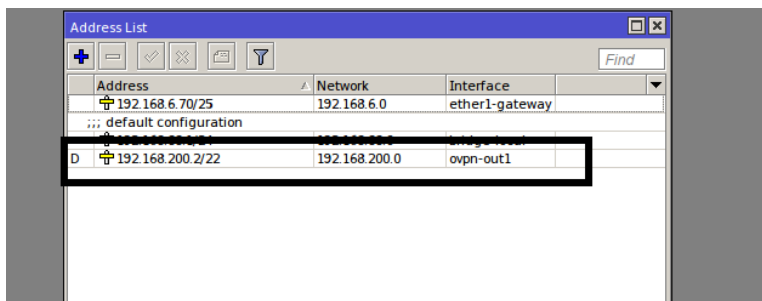 Address List
Find
Address Network Interface
192.168.6.70/25 192.168.6.0 ether1-gateway
;;; default configuration
D 192.168.200.2/22 192.168.200.0 ovpn-out1